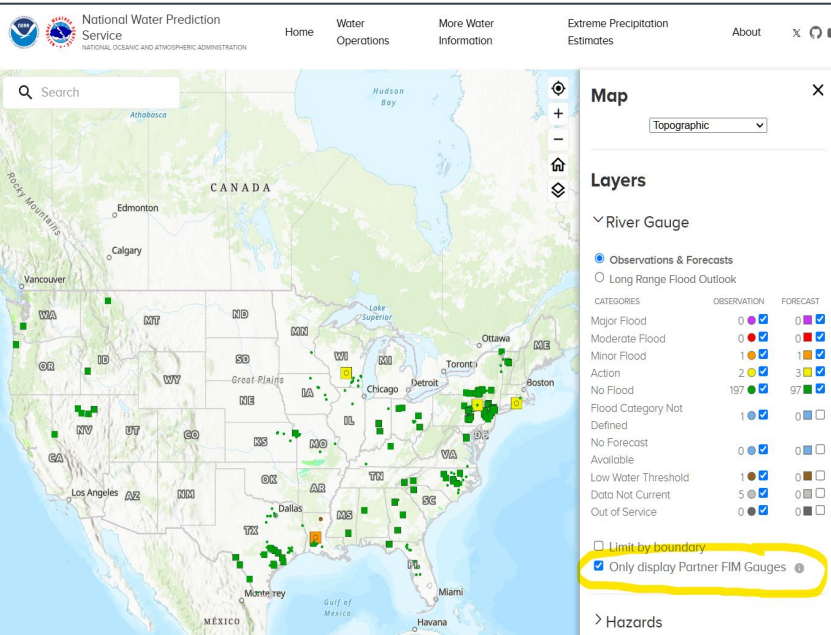 National Water Prediction
Service
NATIONAL OCEANIC AND ATMOSPHERIC ADMINISTRATION
Home
Water
Operations
More Water
Information
Extreme Precipitation
Estimates
About
NOAA
Search
Hudson
Bay
Athabasca
CANADA
Rocky Mountains
Edmonton
Calgary
Vancouver
Lake
Superior
Ottawa
WA
MT
ND
MN
ME
OR
ID
SD
WI
MI
Toronto
WY
Great Plains
Detroit
Boston
Chicago
IA
NE
NV
UT
CO
IL
DE
CA
KS
MO
VA
Los Angeles
AZ
NM
OK
AR
TN
SC
Dallas
MS
TX
FL
Monterrey
Miami
Gulf of
Mexico
MÉXICO
Havana
Map
Topographic
Layers
River Gauge
Observations & Forecasts
Long Range Flood Outlook
CATEGORIES OBSERVATION FORECAST
Major Flood 0 0
Moderate Flood 0 0
Minor Flood 1 1
Action 2 3
No Flood 197 97
Flood Category Not
Defined 1 0
No Forecast
Available 0 0
Low Water Threshold 1 0
Data Not Current 5 0
Out of Service 0 0
Limit by boundary
Only display Partner FIM Gauges
Hazards